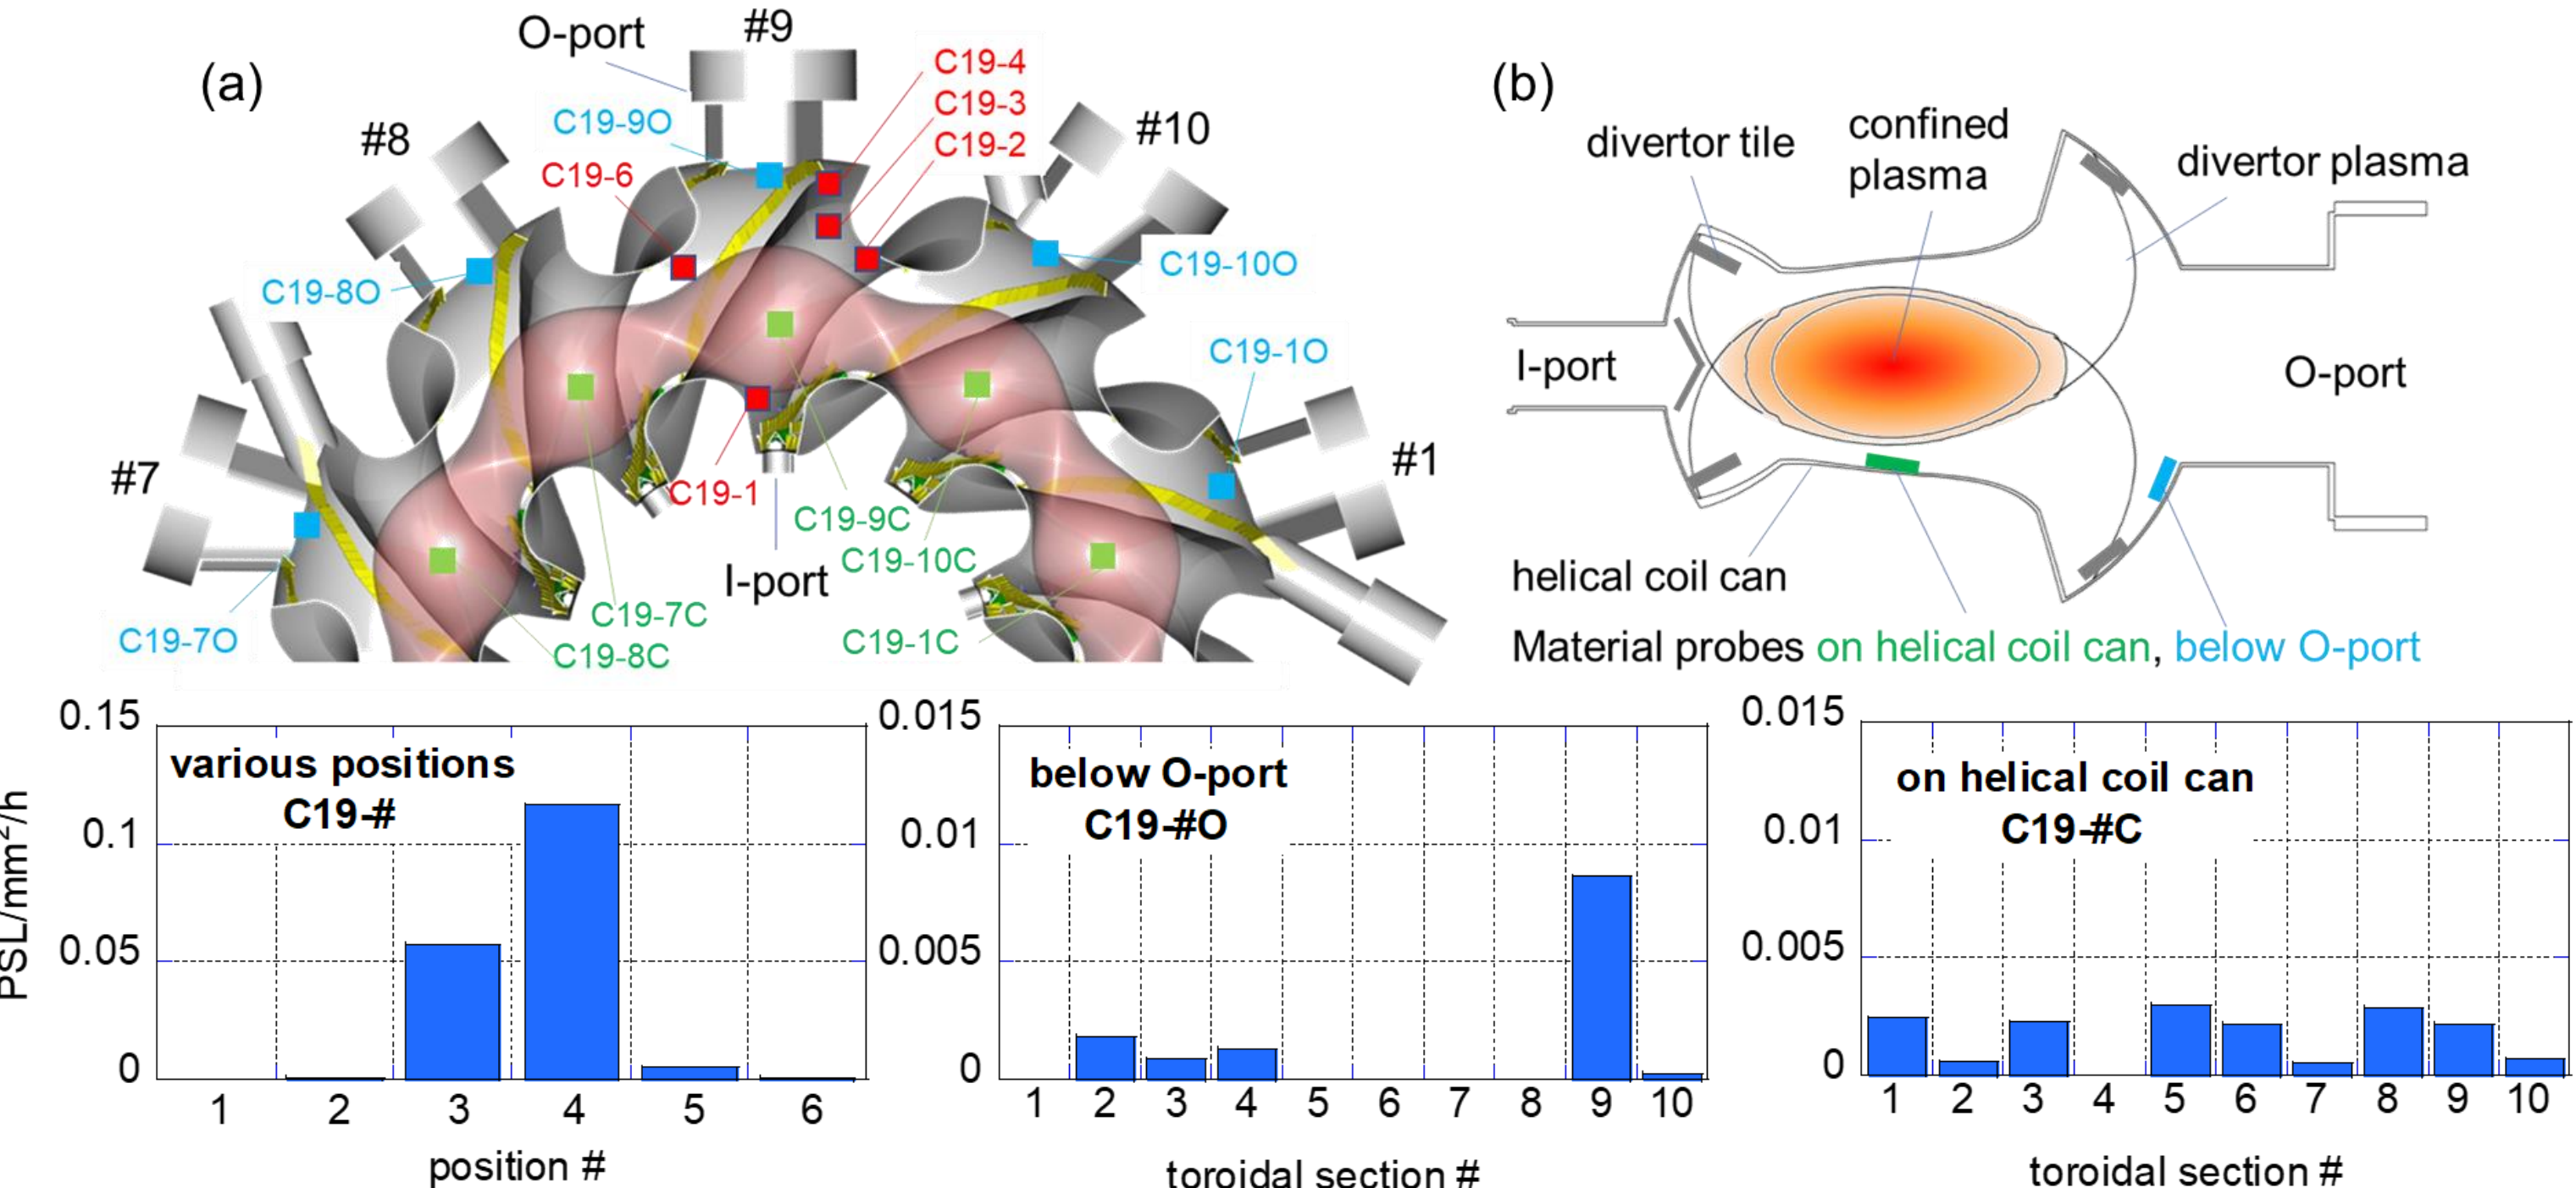 (a)
O-port
#9
C19-4
C19-3
C19-2
C19-9O
#8
C19-6
#10
C19-8O
C19-10O
C19-1O
#7
#1
C19-1
C19-9C
C19-10C
I-port
C19-7O
C19-7C
C19-8C
C19-1C
(b)
divertor tile
confined
plasma
divertor plasma
I-port
O-port
helical coil can
Material probes on helical coil can, below O-port
PSL/mm²/h
0.15
0.1
0.05
0
various positions
C19-#
1 2 3 4 5 6
position #
0.015
0.01
0.005
0
below O-port
C19-#O
1 2 3 4 5 6 7 8 9 10
toroidal section #
0.015
0.01
0.005
0
on helical coil can
C19-#C
1 2 3 4 5 6 7 8 9 10
toroidal section #